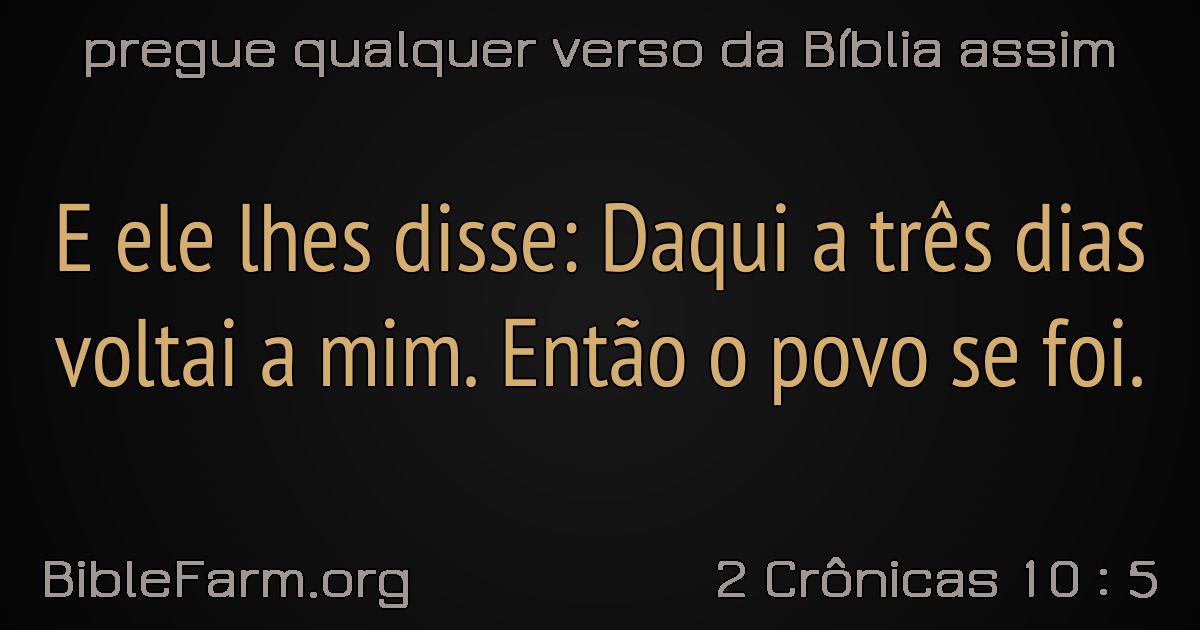 pregue qualquer verso da Bíblia assim
E ele lhes disse: Daqui a três dias
voltai a mim. Então o povo se foi.
BibleFarm.org
2 Crônicas 10 : 5